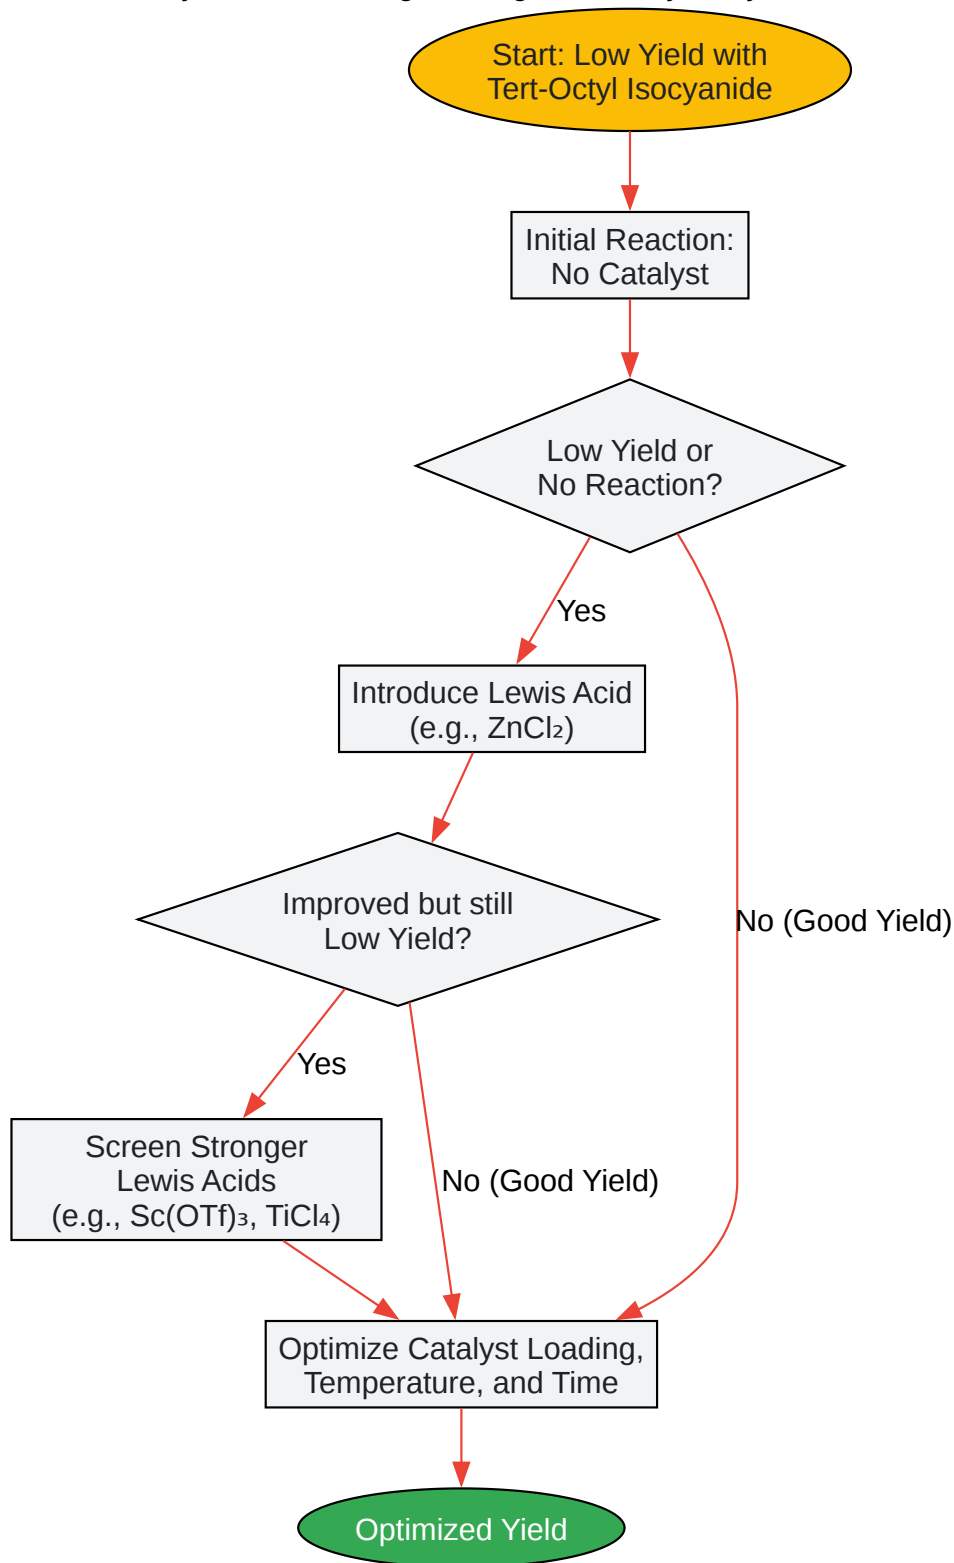 Start: Low Yield with
Tert-Octyl Isocyanide
Initial Reaction:
No Catalyst
Low Yield or
No Reaction?
Yes
Introduce Lewis Acid
(e.g., ZnCl₂)
Improved but still
Low Yield?
No (Good Yield)
Yes
Screen Stronger
Lewis Acids
(e.g., Sc(OTf)₃, TiCl₄)
No (Good Yield)
Optimize Catalyst Loading,
Temperature, and Time
Optimized Yield